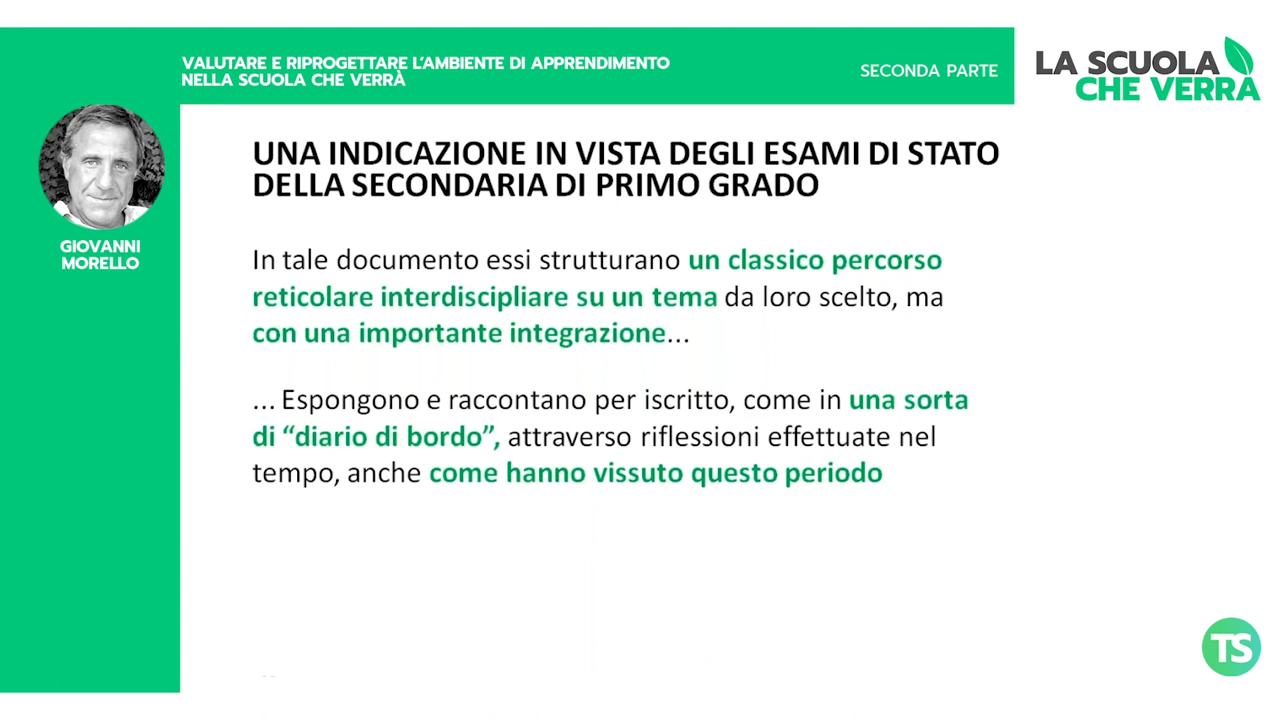 VALUTARE E RIPROGETTARE L'AMBIENTE DI APPRENDIMENTO
NELLA SCUOLA CHE VERRÀ
SECONDA PARTE
LA SCUOLA
CHE VERRÀ
GIOVANNI
MORELLO
UNA INDICAZIONE IN VISTA DEGLI ESAMI DI STATO
DELLA SECONDARIA DI PRIMO GRADO
In tale documento essi strutturano un classico percorso
reticolare interdiscipliare su un tema da loro scelto, ma
con una importante integrazione...
... Espongono e raccontano per iscritto, come in una sorta
di “diario di bordo”, attraverso riflessioni effettuate nel
tempo, anche come hanno vissuto questo periodo
TS